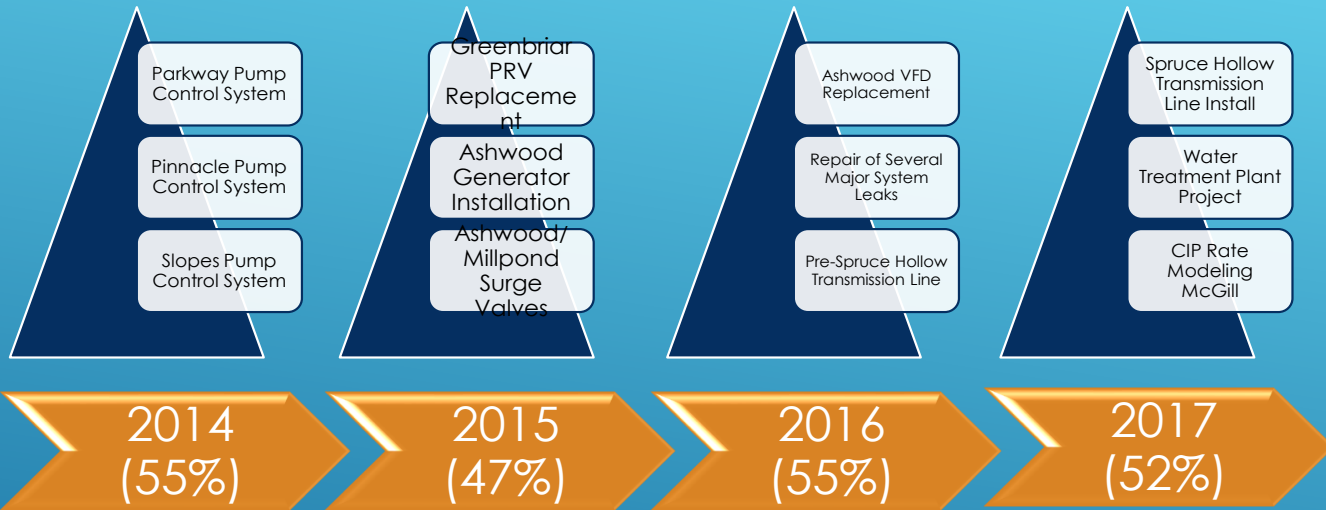 Parkway Pump
Control System
Pinnacle Pump
Control System
Slopes Pump
Control System
Greenbriar
PRV
Replaceme
nt
Ashwood
Generator
Installation
Ashwood/
Millpond
Surge
Valves
Ashwood VFD
Replacement
Repair of Several
Major System
Leaks
Pre-Spruce Hollow
Transmission Line
Spruce Hollow
Transmission
Line Install
Water
Treatment Plant
Project
CIP Rate
Modeling
McGill
2014
(55%)
2015
(47%)
2016
(55%)
2017
(52%)